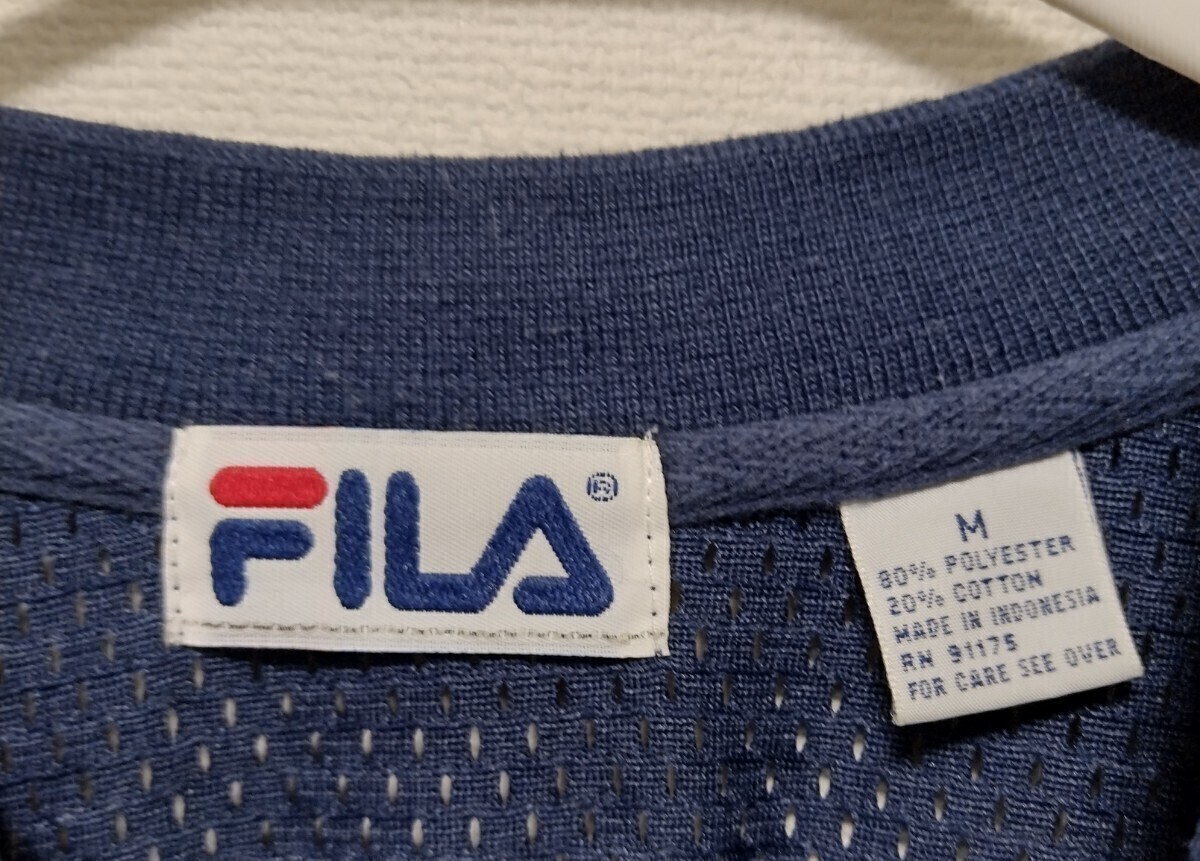 FILA®
M
80% POLYESTER
20% COTTON
MADE IN INDONESIA
RN 91175
FOR CARE SEE OVER